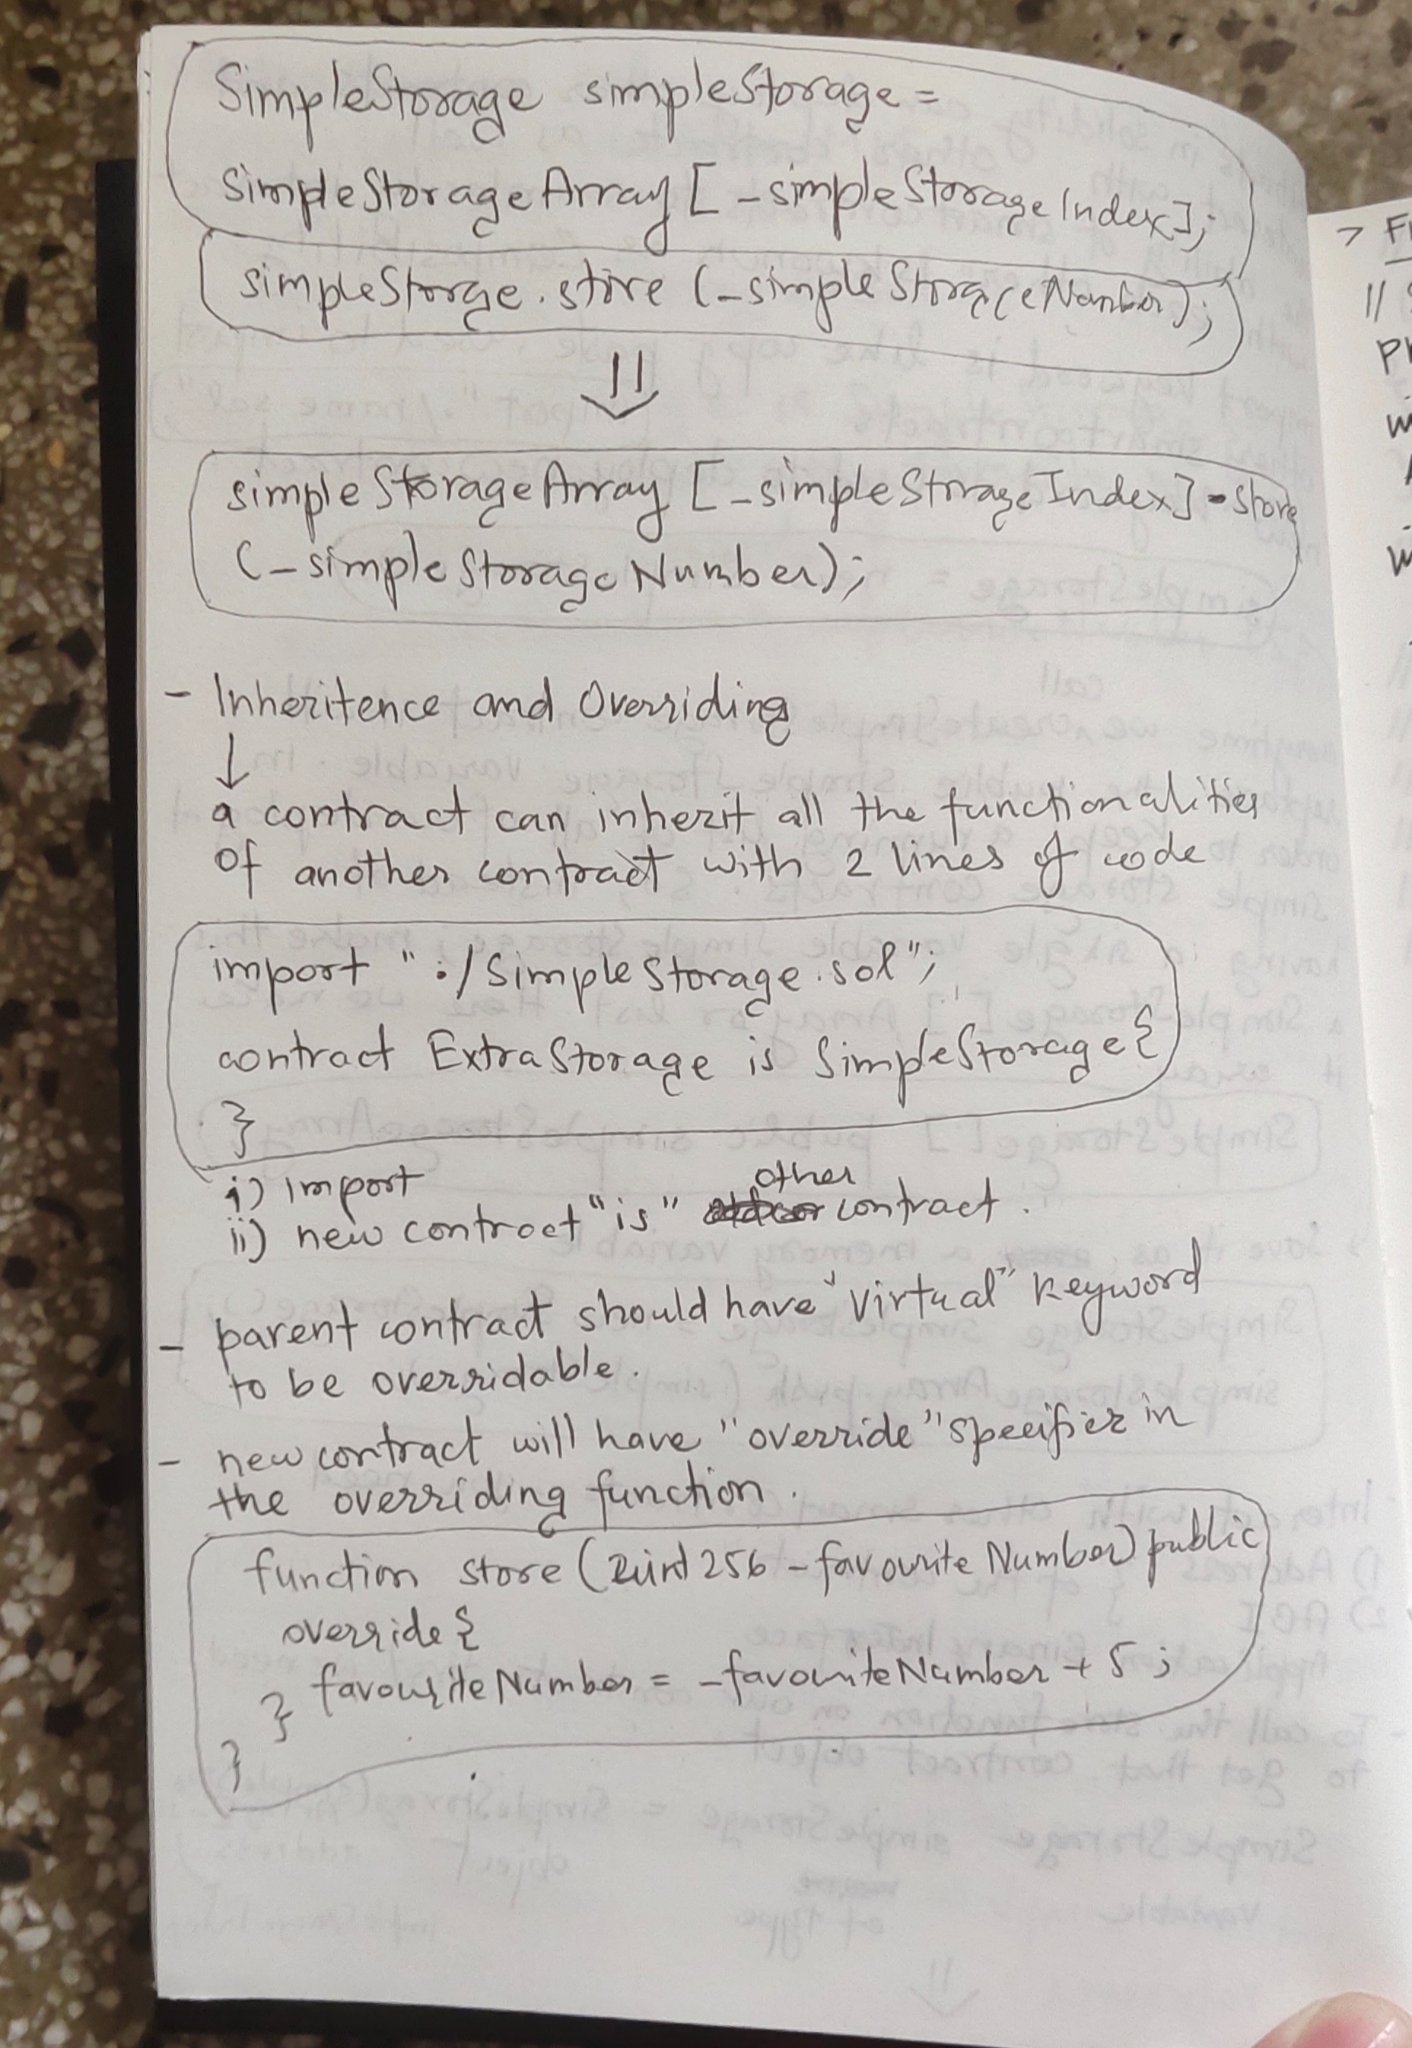 SimpleStorage simpleStorage =
simpleStorageArray [_simpleStorageIndex];
simpleStorge.store (_simpleStorageNumber);
⇓
simpleStorageArray [_simpleStorageIndex].store
(_simpleStorageNumber);
- Inheritence and Overriding
↓
a contract can inherit all the functionalities
of another contract with 2 lines of code
import "./SimpleStorage.sol";
contract ExtraStorage is SimpleStorage{
}
i) import
other
ii) new contract "is" contract.
- parent contract should have "virtual" keyword
to be overridable.
- new contract will have "override" specifier in
the overriding function.
function store (uint256 _favouriteNumber) public
override {
favouriteNumber = _favouriteNumber + 5;
}
}
> 
//